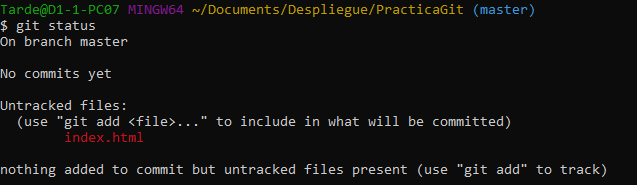 Tarde@D1-1-PC07 MINGW64 ~/Documents/Despliegue/PracticaGit (master)
$ git status
On branch master
No commits yet
Untracked files:
(use "git add <file>..." to include in what will be committed)
index.html
nothing added to commit but untracked files present (use "git add" to track)